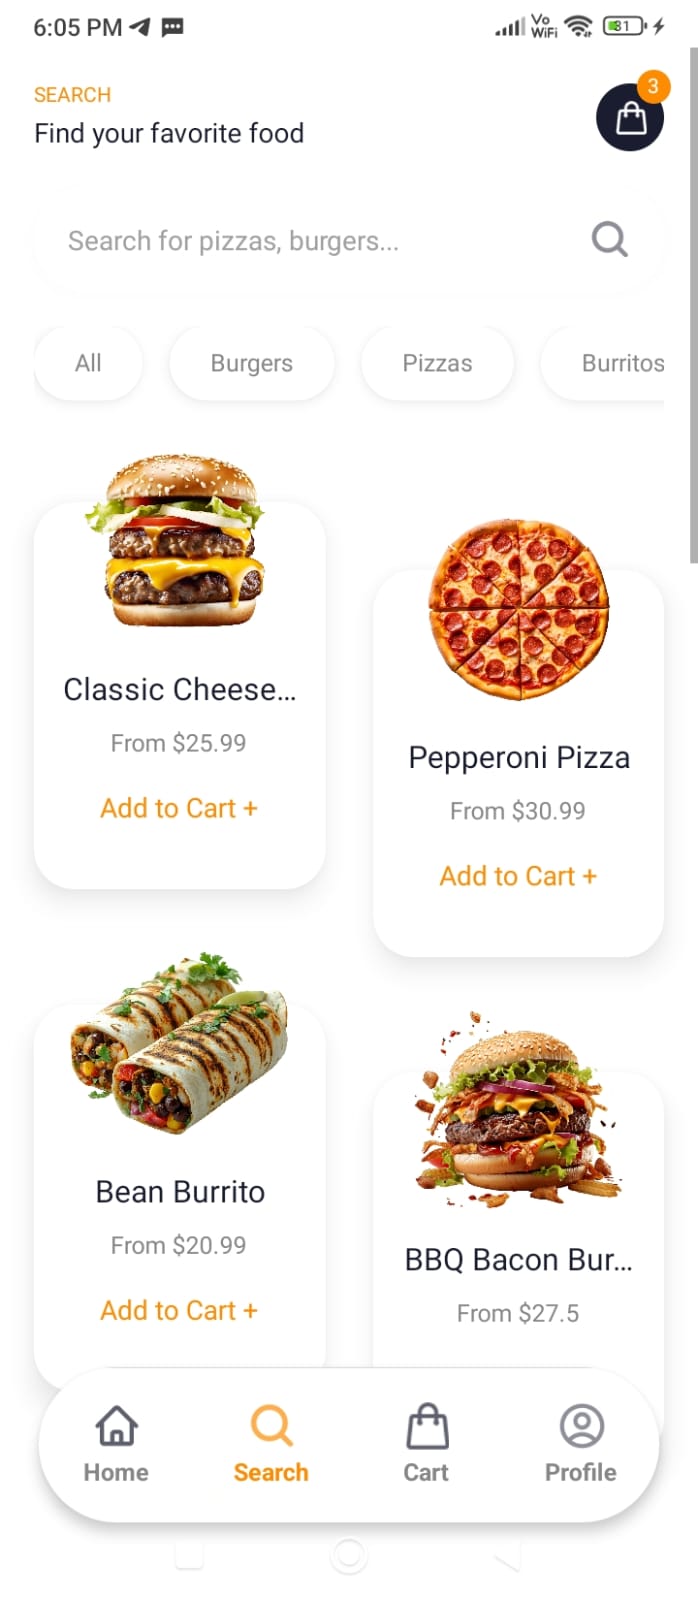 6:05 PM
Vo
WiFi
81
SEARCH
3
Find your favorite food
Search for pizzas, burgers...
All
Burgers
Pizzas
Burritos
Classic Cheese...
From $25.99
Add to Cart +
Pepperoni Pizza
From $30.99
Add to Cart +
Bean Burrito
From $20.99
Add to Cart +
BBQ Bacon Bur...
From $27.5
Home
Search
Cart
Profile